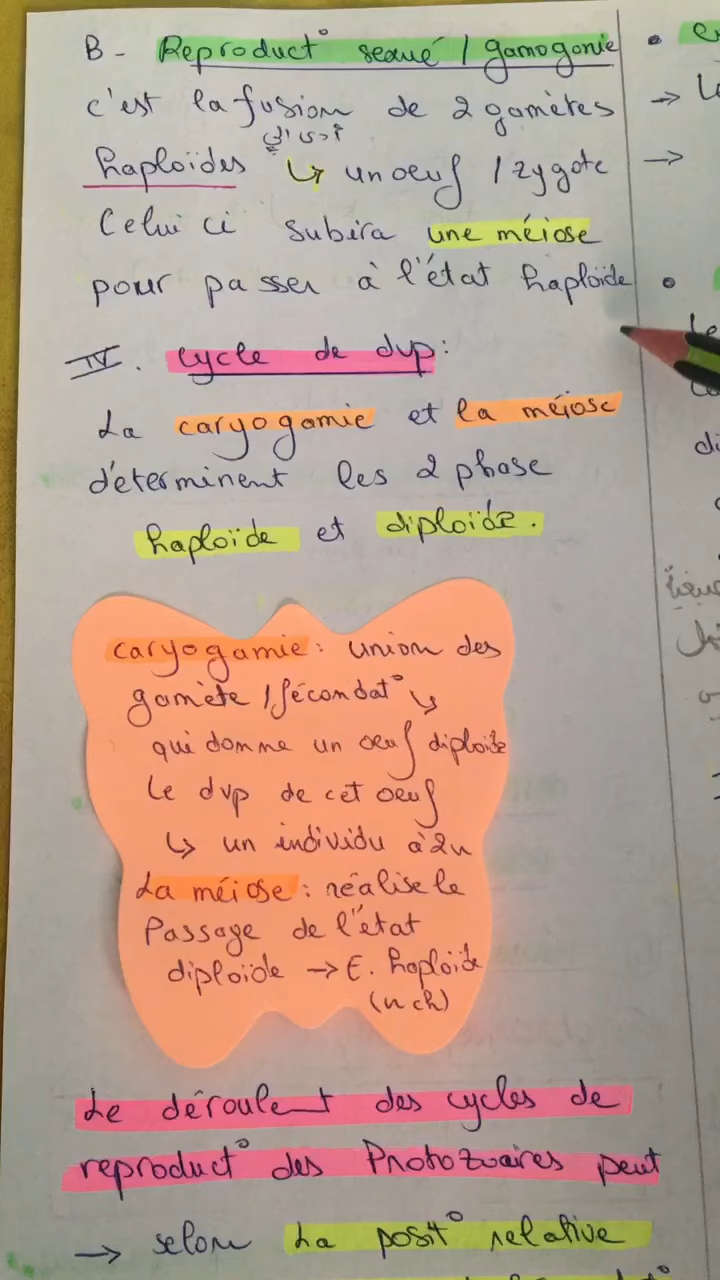 B - Reproduct° sexué / gamogonie
c'est la fusion de 2 gamètes
haploïdes ↳ un oeuf / zygote
Celui ci subira une méiose
pour passer à l'état haploïde
IV. cycle de dvp:
La caryogamie et la méiose
déterminent les 2 phase
haploïde et diploïde.
caryogamie: union des
gamète / fécondat° ↳
qui donne un oeuf diploïde
Le dvp de cet oeuf
↳ un individu à 2n
La méiose: réalise le
Passage de l'état
diploïde → E. haploïde
(n ch)
Le déroulent des cycles de
reproduct° des Protozoaires peut
→ selon La posit° relative